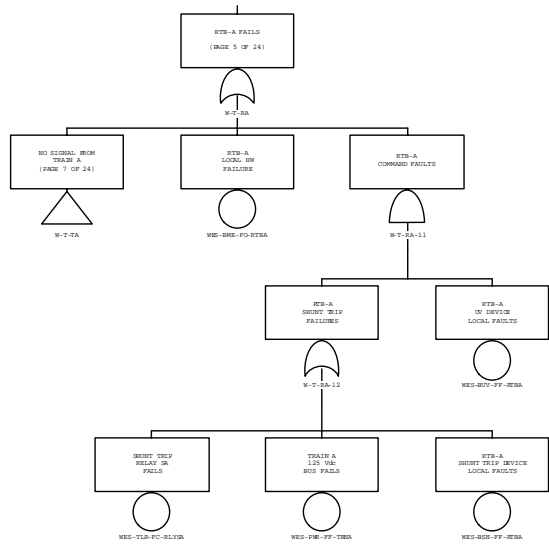 RTB-A FAILS
(PAGE 5 OF 24)
W-T-RA
NO SIGNAL FROM
TRAIN A
(PAGE 7 OF 24)
W-T-TA
RTB-A
LOCAL HW
FAILURE
WES-BME-FO-RTBA
RTB-A
COMMAND FAULTS
W-T-RA-11
RTB-A
SHUNT TRIP
FAILURES
W-T-RA-12
RTB-A
UV DEVICE
LOCAL FAULTS
WES-BUV-FF-RTBA
SHUNT TRIP
RELAY SA
FAILS
WES-TLR-FC-RLYSA
TRAIN A
125 Vdc
BUS FAILS
WES-PWR-FF-TRNA
RTB-A
SHUNT TRIP DEVICE
LOCAL FAULTS
WES-BSN-FF-RTBA